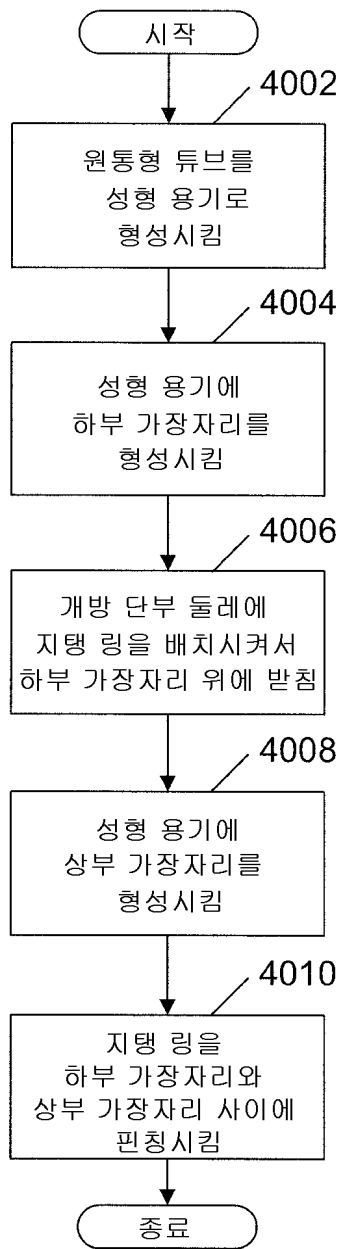 시작
4002
원통형 튜브를
성형 용기로
형성시킴
4004
성형 용기에
하부 가장자리를
형성시킴
4006
개방 단부 둘레에
지탱 링을 배치시켜서
하부 가장자리 위에 받침
4008
성형 용기에
상부 가장자리를
형성시킴
4010
지탱 링을
하부 가장자리와
상부 가장자리 사이에
핀칭시킴
종료